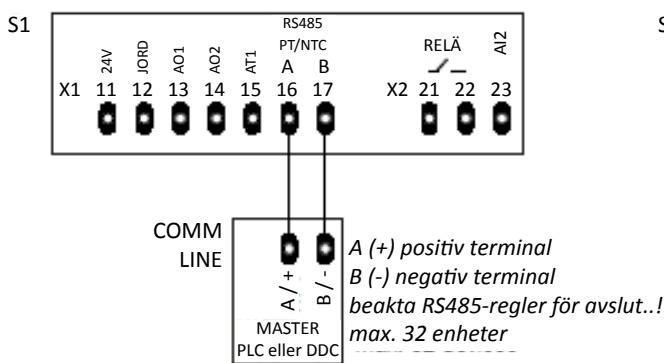 S1
S
RS485
PT/NTC
RELÄ
24V
JORD
AO1
AO2
AT1
A
B
AI2
X1 11 12 13 14 15 16 17
X2 21 22 23
COMM
LINE
A / +
B / -
MASTER
PLC eller DDC
A (+) positiv terminal
B (-) negativ terminal
beakta RS485-regler för avslut..!
max. 32 enheter